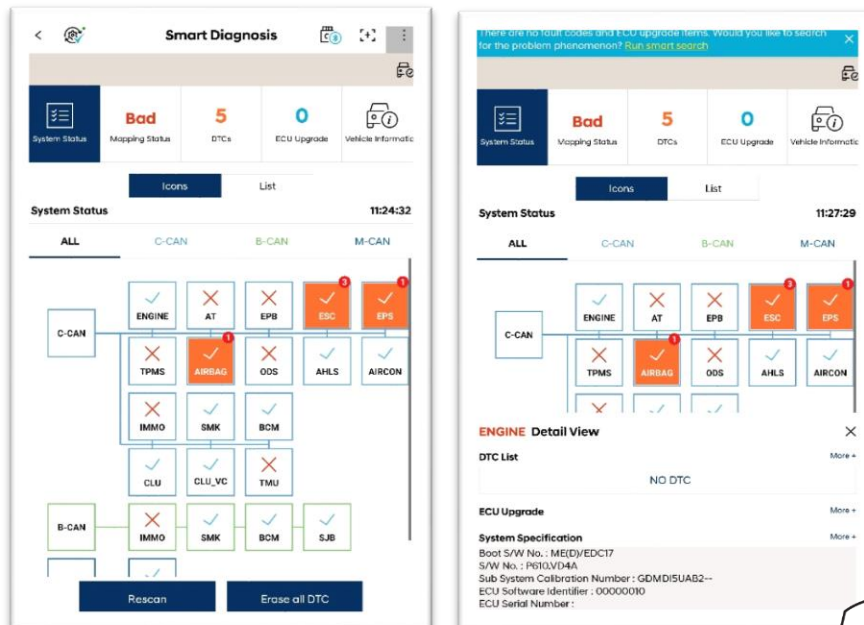 Smart Diagnosis
Bad 5 0
System Status Mapping Status DTCs ECU Upgrade Vehicle Informatic
Icons List
System Status 11:24:32
ALL C-CAN B-CAN M-CAN
3 1
ENGINE AT EPB ESC EPS
C-CAN
1
TPMS AIRBAG ODS AHLS AIRCON
IMMO SMK BCM
CLU CLU_VC TMU
B-CAN IMMO SMK BCM SJB
Rescan Erase all DTC
There are no fault codes and ECU upgrade items. Would you like to search
for the problem phenomenon? Run smart search
Bad 5 0
System Status Mapping Status DTCs ECU Upgrade Vehicle Informatic
Icons List
System Status 11:27:29
ALL C-CAN B-CAN M-CAN
3 1
ENGINE AT EPB ESC EPS
C-CAN
1
TPMS AIRBAG ODS AHLS AIRCON
ENGINE Detail View
DTC List More +
NO DTC
ECU Upgrade More +
System Specification More +
Boot S/W No. : ME(D)/EDC17
S/W No. : P610.VD4A
Sub System Calibration Number : GDMDI5UAB2--
ECU Software Identifier : 00000010
ECU Serial Number :